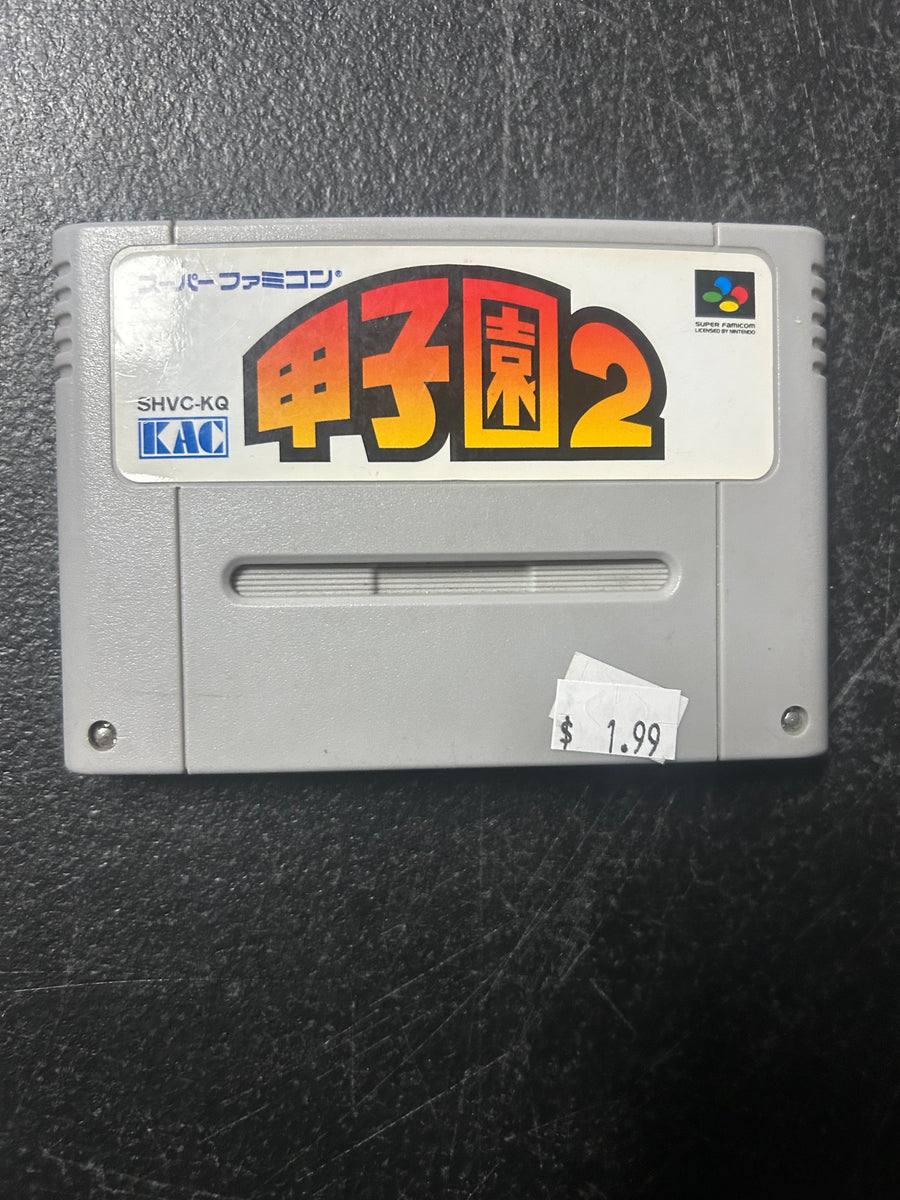 スーパーファミコン®
甲子園2
SUPER FAMICOM
LICENSED BY NINTENDO
SHVC-KQ
KAC
$ 1.99